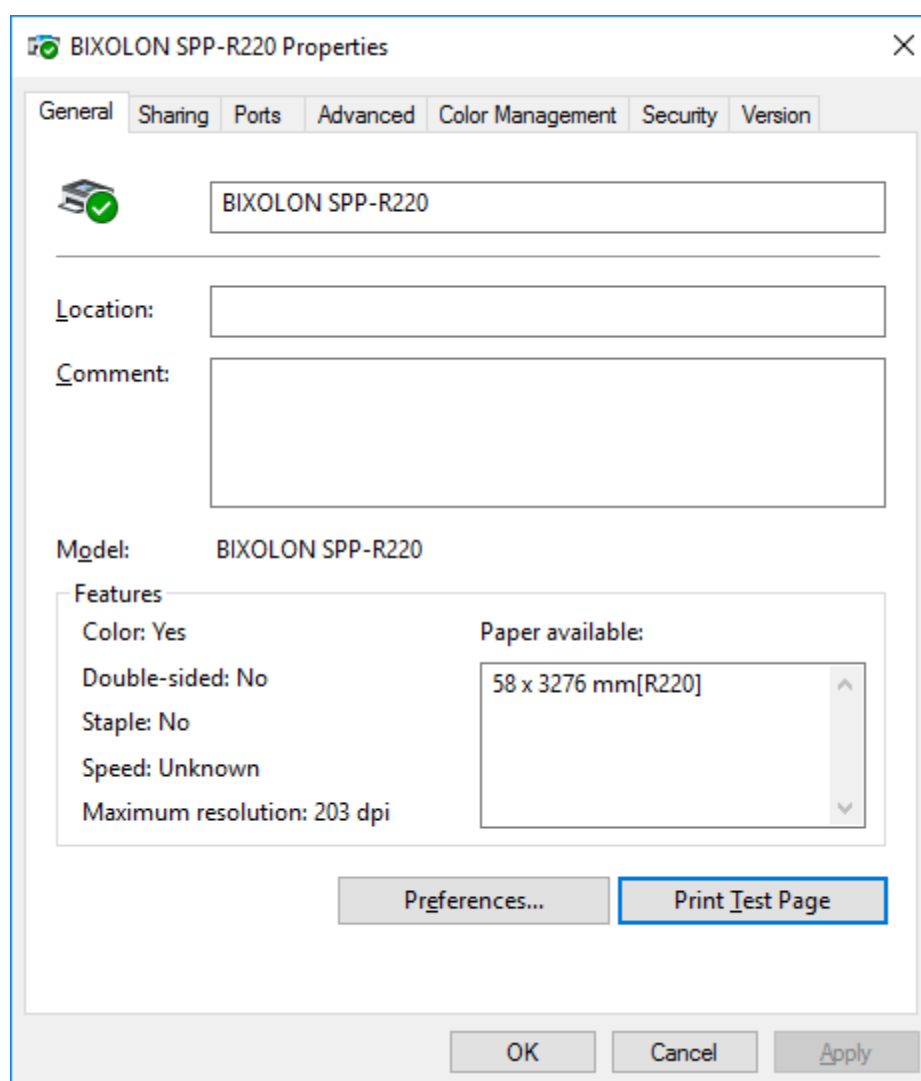 BIXOLON SPP-R220 Properties
General Sharing Ports Advanced Color Management Security Version
BIXOLON SPP-R220
Location:
Comment:
Model: BIXOLON SPP-R220
Features
Color: Yes
Double-sided: No
Staple: No
Speed: Unknown
Maximum resolution: 203 dpi
Paper available:
58 x 3276 mm[R220]
Preferences... Print Test Page
OK Cancel Apply